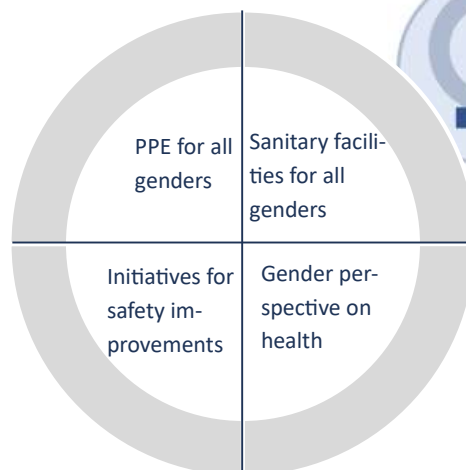 PPE for all
genders
Sanitary facili-
ties for all
genders
Initiatives for
safety im-
provements
Gender per-
spective on
health